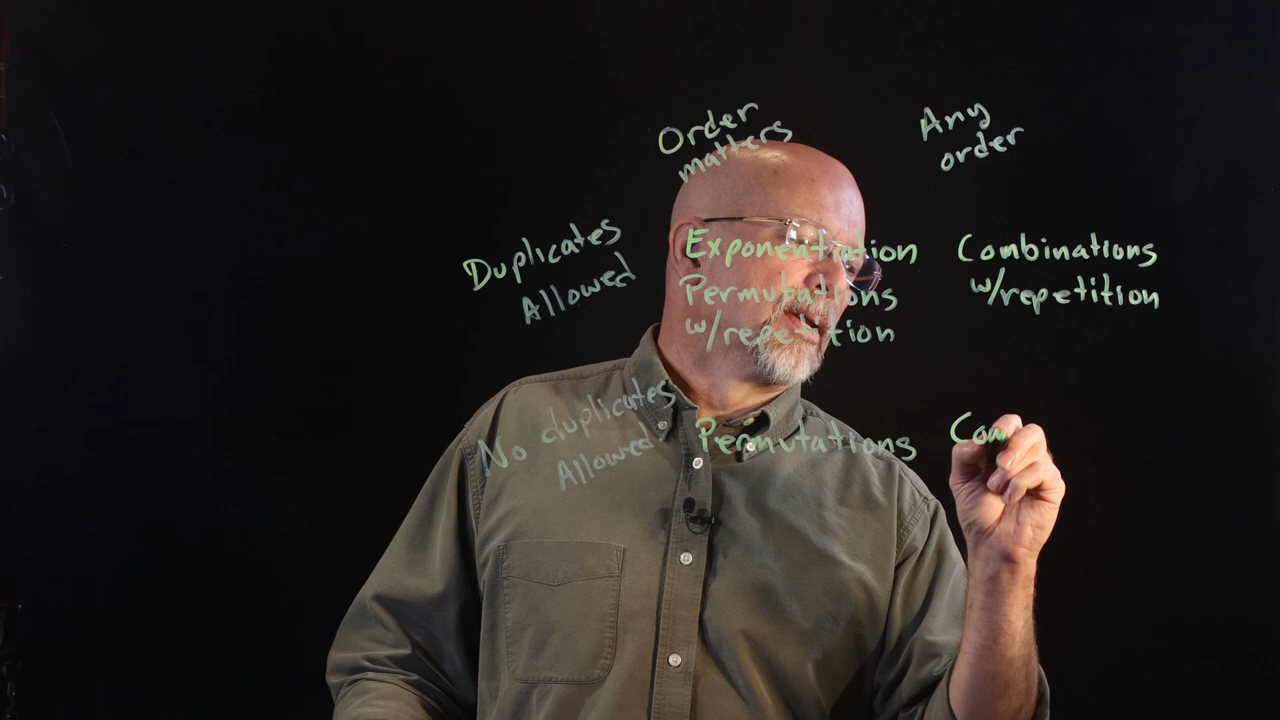 Order
matters
Any
order
Duplicates
Allowed
Exponentiation
Permutations
w/repetition
Combinations
w/repetition
No duplicates
Allowed
Permutations
Com